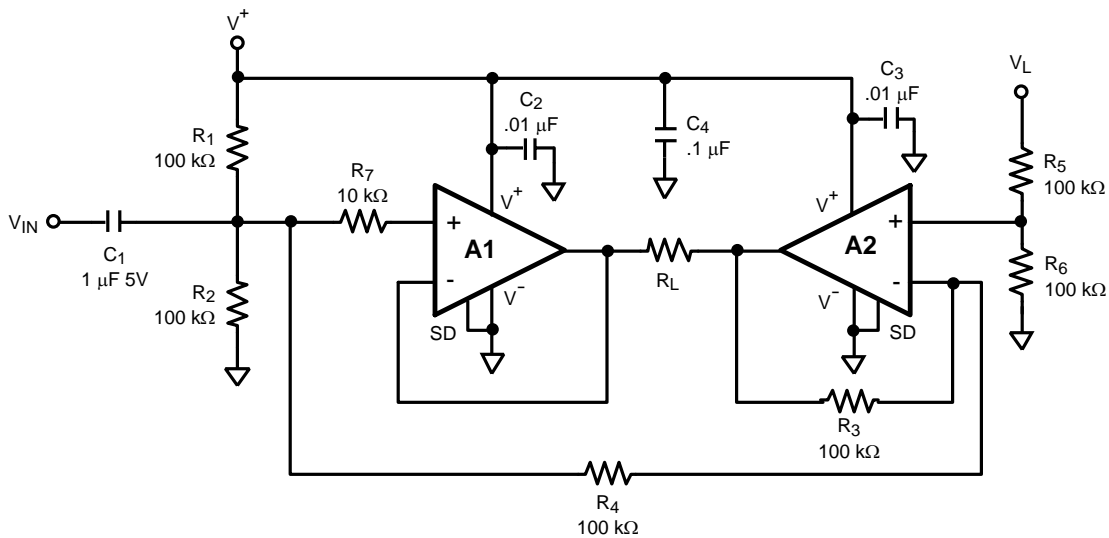 V+
R1
100 kΩ
VIN
C1
1 µF 5V
R2
100 kΩ
R7
10 kΩ
C2
.01 µF
C4
.1 µF
C3
.01 µF
VL
R5
100 kΩ
R6
100 kΩ
V+
+
A1
-
V−
SD
RL
V+
+
A2
-
V−
SD
R3
100 kΩ
R4
100 kΩ